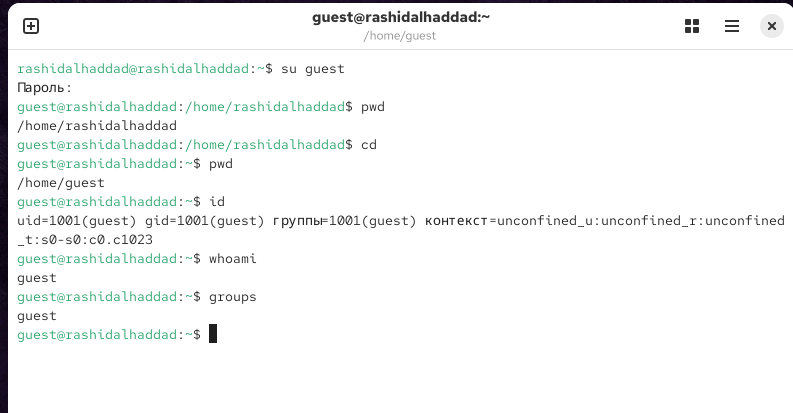 guest@rashidalhaddad:~
/home/guest
rashidalhaddad@rashidalhaddad:~$ su guest
Пароль:
guest@rashidalhaddad:/home/rashidalhaddad$ pwd
/home/rashidalhaddad
guest@rashidalhaddad:/home/rashidalhaddad$ cd
guest@rashidalhaddad:~$ pwd
/home/guest
guest@rashidalhaddad:~$ id
uid=1001(guest) gid=1001(guest) группы=1001(guest) контекст=unconfined_u:unconfined_r:unconfined
_t:s0-s0:c0.c1023
guest@rashidalhaddad:~$ whoami
guest
guest@rashidalhaddad:~$ groups
guest
guest@rashidalhaddad:~$